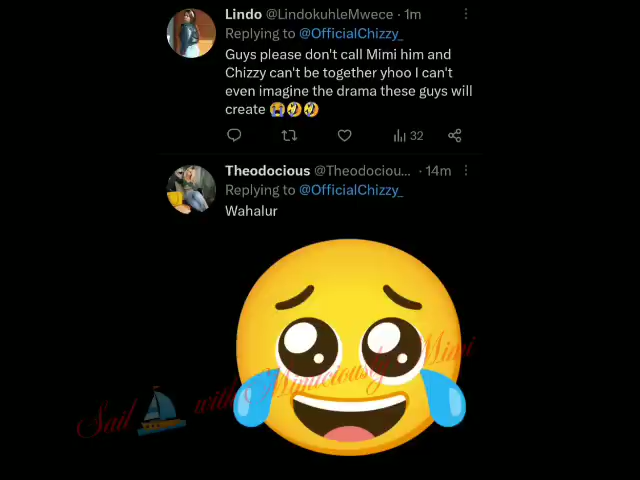 Lindo @LindokuhleMwece · 1m
Replying to @OfficialChizzy_
Guys please don't call Mimi him and
Chizzy can't be together yhoo I can't
even imagine the drama these guys will
create 😭🤣🤣
32
Theodocious @Theodociou... · 14m
Replying to @OfficialChizzy_
Wahalur
Sail with Mimiciously Mimi